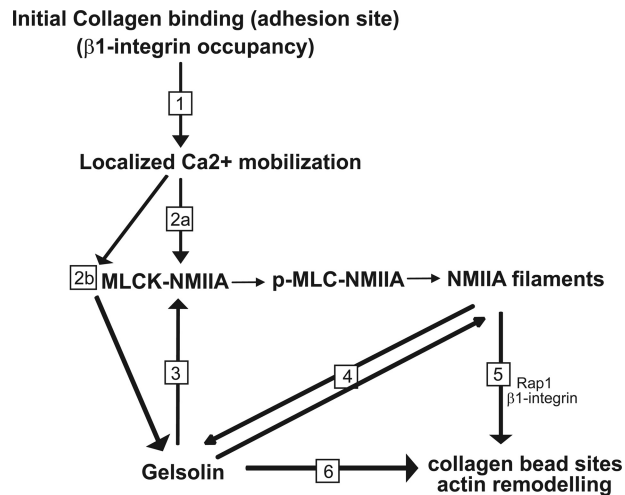 Initial Collagen binding (adhesion site)
(β1-integrin occupancy)
1
Localized Ca2+ mobilization
2a
2b
MLCK-NMIIA
p-MLC-NMIIA
NMIIA filaments
3
4
5
Rap1
β1-integrin
Gelsolin
6
collagen bead sites
actin remodelling